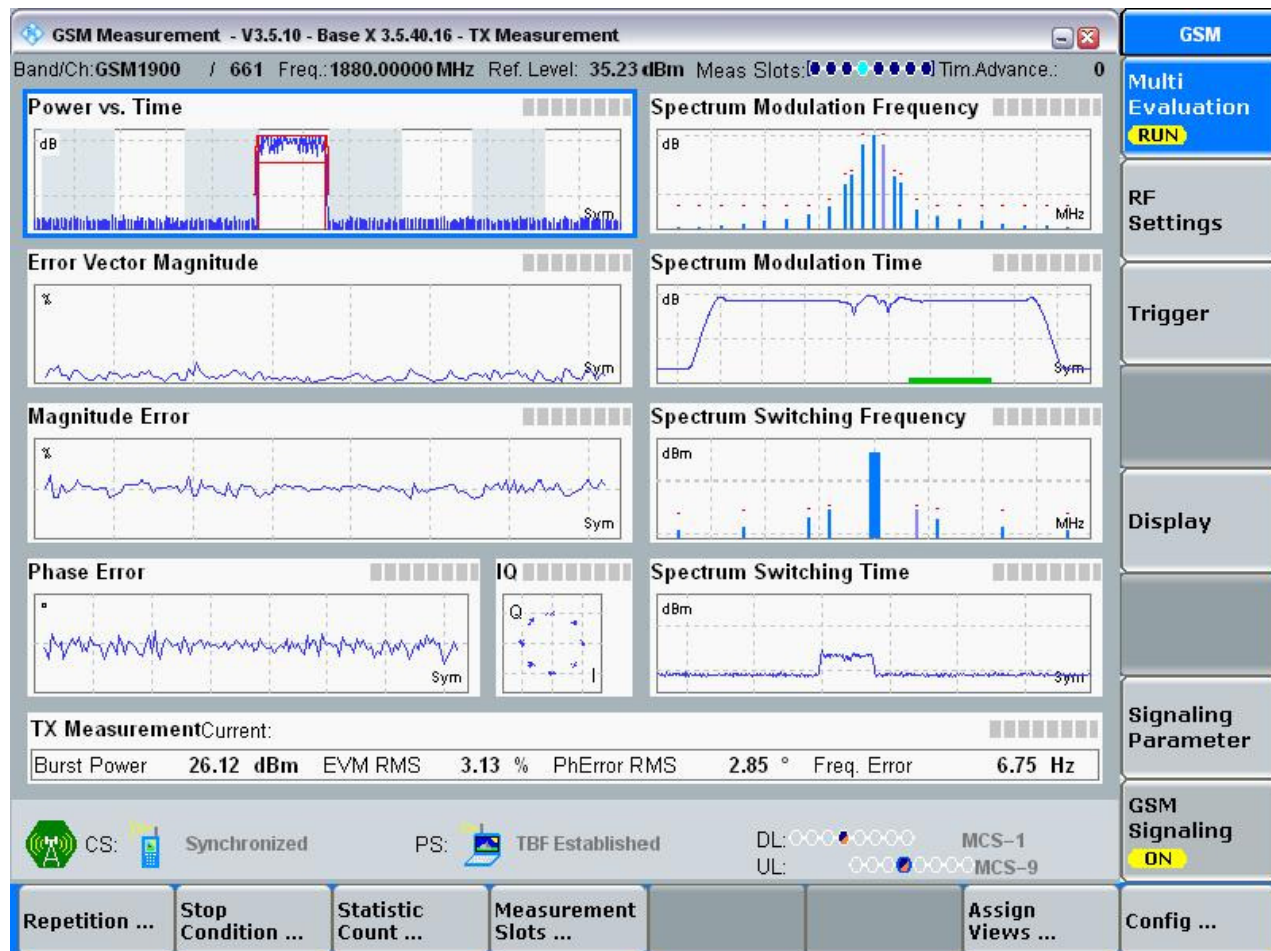 GSM Measurement - V3.5.10 - Base X 3.5.40.16 - TX Measurement
Band/Ch:GSM1900 / 661 Freq.:1880.00000 MHz Ref. Level: 35.23 dBm Meas Slots: Tim.Advance.: 0
Power vs. Time
dB
Sym
Spectrum Modulation Frequency
dB
MHz
Error Vector Magnitude
%
Sym
Spectrum Modulation Time
dB
Sym
Magnitude Error
%
Sym
Spectrum Switching Frequency
dBm
MHz
Phase Error
°
Sym
IQ
Q
I
Spectrum Switching Time
dBm
Sym
TX Measurement Current:
Burst Power 26.12 dBm EVM RMS 3.13 % PhError RMS 2.85 ° Freq. Error 6.75 Hz
CS: Synchronized PS: TBF Established DL: MCS-1
UL: MCS-9
GSM
Multi
Evaluation
RUN
RF
Settings
Trigger
Display
Signaling
Parameter
GSM
Signaling
ON
Repetition ...
Stop
Condition ...
Statistic
Count ...
Measurement
Slots ...
Assign
Views ...
Config ...